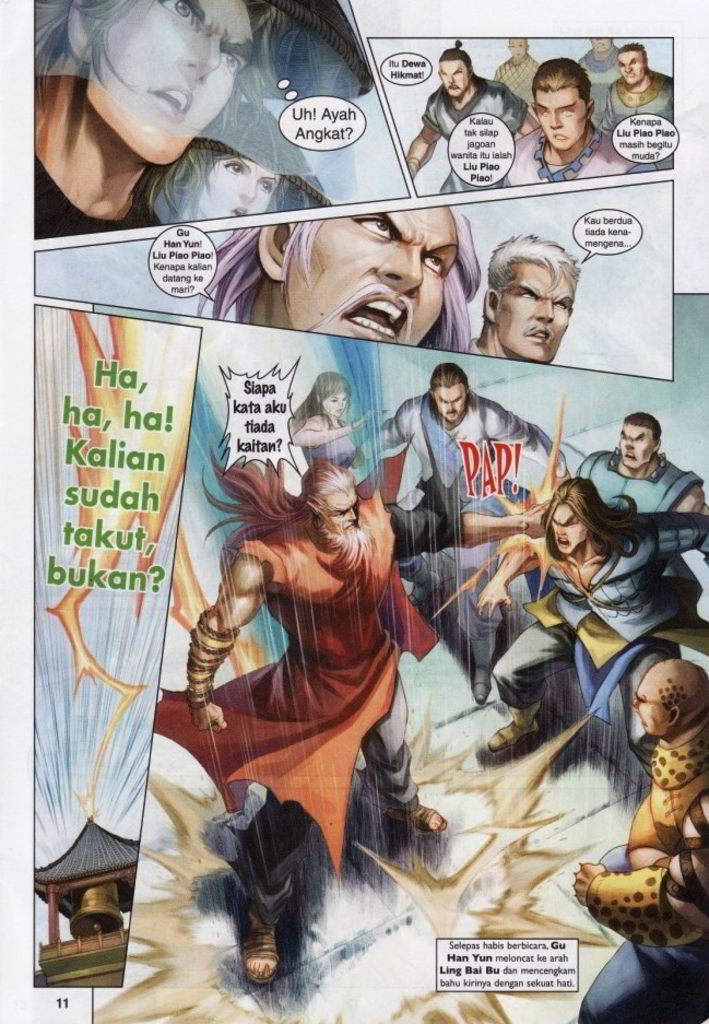 Uh! Ayah
Angkat?
Itu Dewa
Hikmat!
Kalau
tak silap
jagoan
wanita itu ialah
Liu Piao
Piao!
Kenapa
Liu Piao Piao
masih begitu
muda?
Gu
Han Yun!
Liu Piao Piao!
Kenapa kalian
datang ke
mari?
Kau berdua
tiada kena-
mengena...
Ha,
ha, ha!
Kalian
sudah
takut,
bukan?
Siapa
kata aku
tiada
kaitan?
PAP!
Selepas habis berbicara, Gu
Han Yun meloncat ke arah
Ling Bai Bu dan mencengkam
bahu kirinya dengan sekuat hati.
11